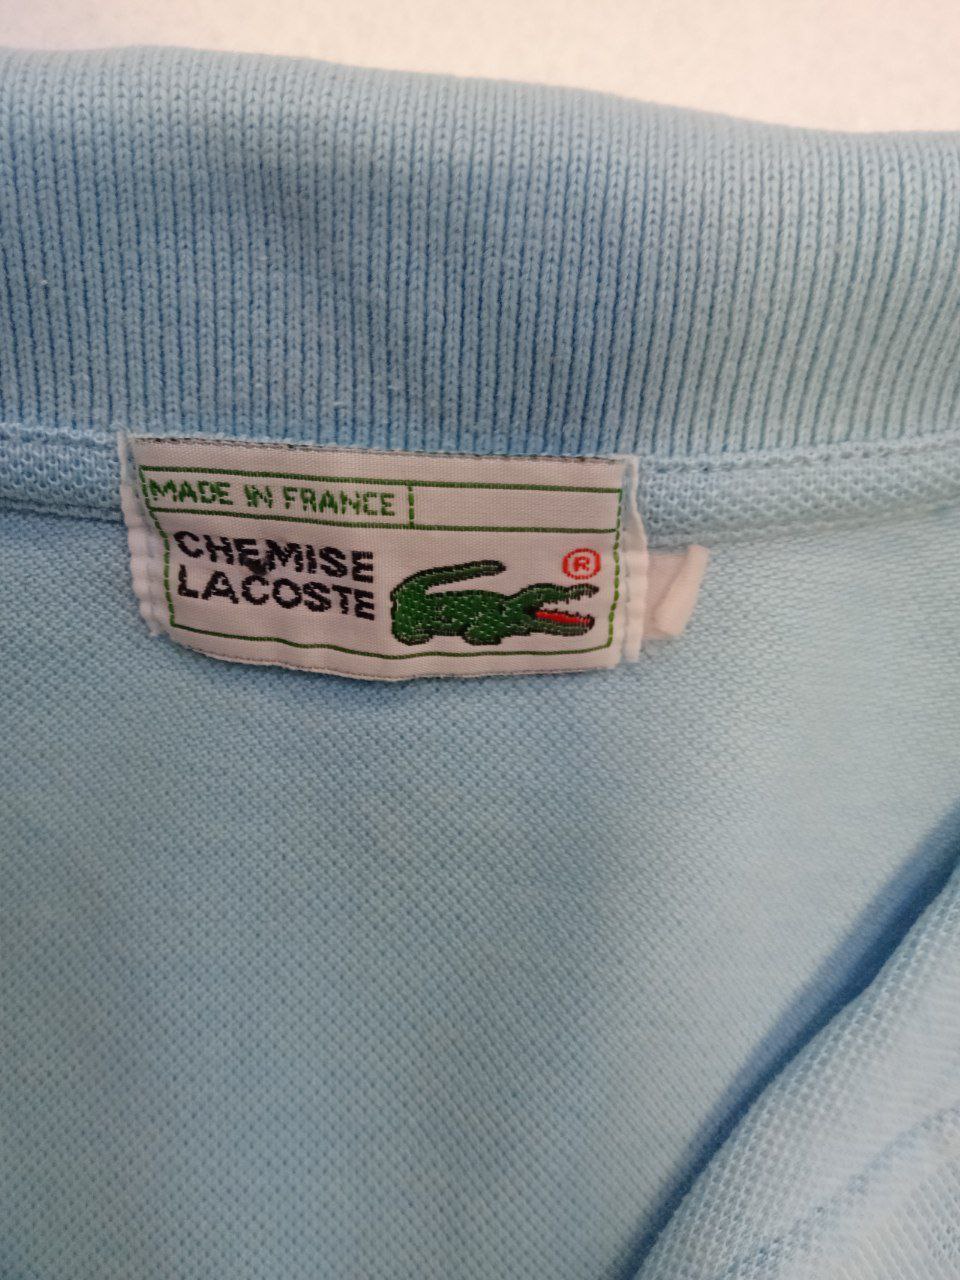 MADE IN FRANCE
CHEMISE
LACOSTE
®